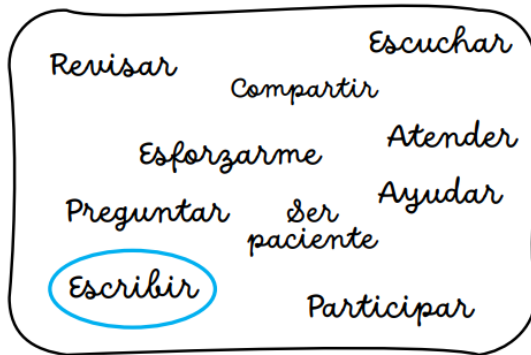 Escuchar
Revisar
Compartir
Atender
Esforzarme
Ayudar
Preguntar
Ser
paciente
Escribir
Participar